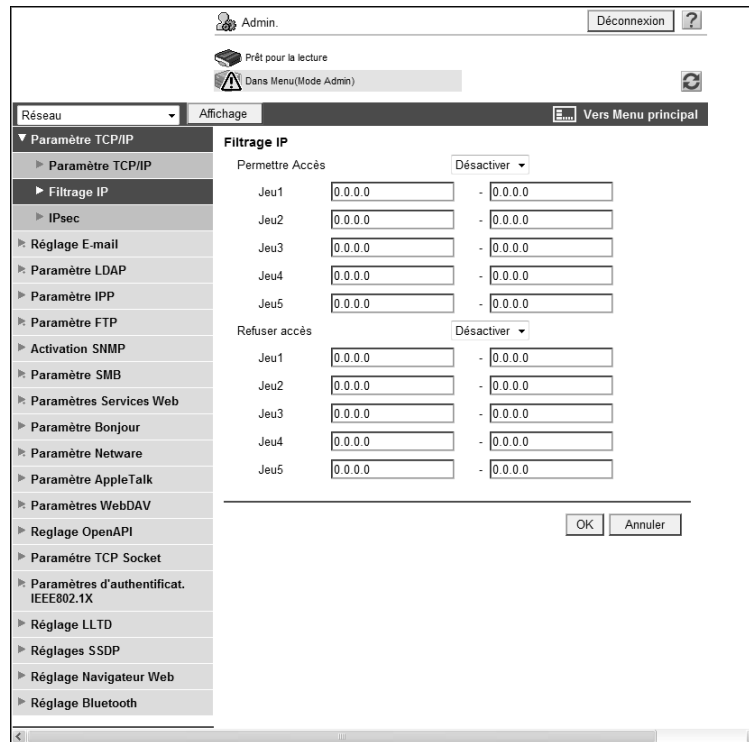 Admin.
Déconnexion
?
Prêt pour la lecture
Dans Menu(Mode Admin)
Réseau
Affichage
Vers Menu principal
Paramètre TCP/IP
Paramètre TCP/IP
Filtrage IP
IPsec
Réglage E-mail
Paramètre LDAP
Paramètre IPP
Paramètre FTP
Activation SNMP
Paramètre SMB
Paramètres Services Web
Paramètre Bonjour
Paramètre Netware
Paramètre AppleTalk
Paramètres WebDAV
Reglage OpenAPI
Paramétre TCP Socket
Paramètres d'authentificat.
IEEE802.1X
Réglage LLTD
Réglages SSDP
Réglage Navigateur Web
Réglage Bluetooth
Filtrage IP
Permettre Accès Désactiver
Jeu1 0.0.0.0 - 0.0.0.0
Jeu2 0.0.0.0 - 0.0.0.0
Jeu3 0.0.0.0 - 0.0.0.0
Jeu4 0.0.0.0 - 0.0.0.0
Jeu5 0.0.0.0 - 0.0.0.0
Refuser accès Désactiver
Jeu1 0.0.0.0 - 0.0.0.0
Jeu2 0.0.0.0 - 0.0.0.0
Jeu3 0.0.0.0 - 0.0.0.0
Jeu4 0.0.0.0 - 0.0.0.0
Jeu5 0.0.0.0 - 0.0.0.0
OK Annuler